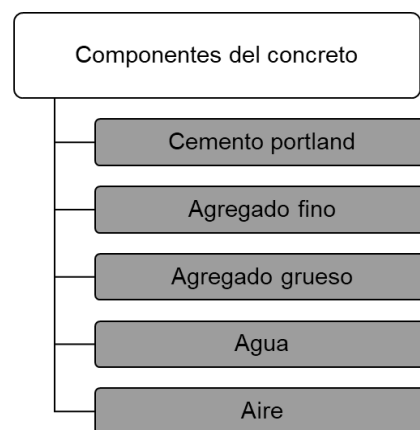 Componentes del concreto
Cemento portland
Agregado fino
Agregado grueso
Agua
Aire